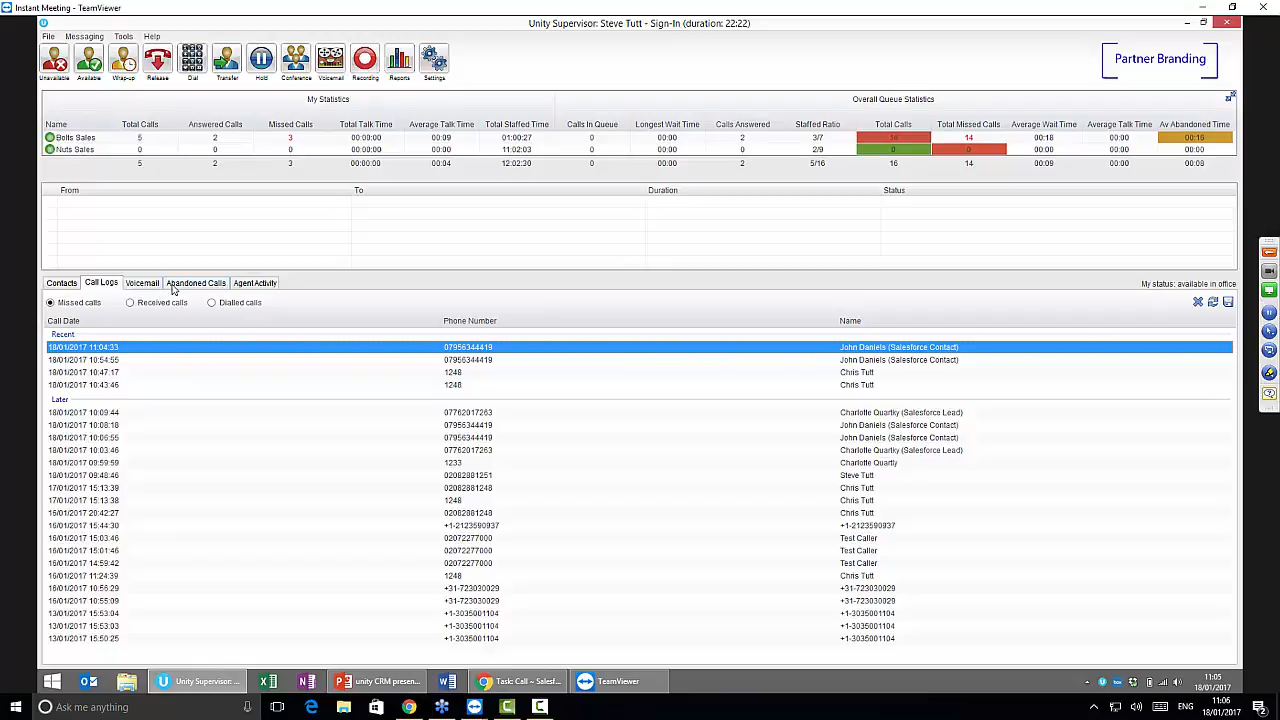 Instant Meeting - TeamViewer
Unity Supervisor: Steve Tutt - Sign-In (duration: 22:22)
File Messaging Tools Help
Unavailable Available Wrap-up Release Dial Transfer Hold Conference Voicemail Recording Reports Settings
Partner Branding
My Statistics Overall Queue Statistics
Name Total Calls Answered Calls Missed Calls Total Talk Time Average Talk Time Total Staffed Time Calls In Queue Longest Wait Time Calls Answered Staffed Ratio Total Calls Total Missed Calls Average Wait Time Average Talk Time Av Abandoned Time
Bolts Sales 5 2 3 00:00:00 00:09 01:00:27 0 00:00 2 3/7 16 14 00:18 00:00 00:16
Nuts Sales 0 0 0 00:00:00 00:00 11:02:03 0 00:00 0 2/9 0 0 00:00 00:00 00:00
5 2 3 00:00:00 00:04 12:02:30 0 00:00 2 5/16 16 14 00:09 00:00 00:08
From To Duration Status
Contacts Call Logs Voicemail Abandoned Calls Agent Activity My status: available in office
Missed calls Received calls Dialled calls
Call Date Phone Number Name
Recent
18/01/2017 11:04:33 07956344419 John Daniels (Salesforce Contact)
18/01/2017 10:54:55 07956344419 John Daniels (Salesforce Contact)
18/01/2017 10:47:17 1248 Chris Tutt
18/01/2017 10:43:46 1248 Chris Tutt
Later
18/01/2017 10:09:44 07762017263 Charlotte Quartky (Salesforce Lead)
18/01/2017 10:08:18 07956344419 John Daniels (Salesforce Contact)
18/01/2017 10:06:55 07956344419 John Daniels (Salesforce Contact)
18/01/2017 10:03:46 07762017263 Charlotte Quartky (Salesforce Lead)
18/01/2017 09:59:59 1233 Charlotte Quartly
18/01/2017 09:48:46 02082881251 Steve Tutt
17/01/2017 15:13:39 02082881248 Chris Tutt
17/01/2017 15:13:38 1248 Chris Tutt
16/01/2017 20:42:27 02082881248 Chris Tutt
16/01/2017 15:44:30 +1-2123590937 +1-2123590937
16/01/2017 15:03:46 02072277000 Test Caller
16/01/2017 15:01:46 02072277000 Test Caller
16/01/2017 14:59:42 02072277000 Test Caller
16/01/2017 11:24:39 1248 Chris Tutt
16/01/2017 10:56:29 +31-723030029 +31-723030029
16/01/2017 10:55:09 +31-723030029 +31-723030029
13/01/2017 15:53:04 +1-3035001104 +1-3035001104
13/01/2017 15:53:03 +1-3035001104 +1-3035001104
13/01/2017 15:50:25 +1-3035001104 +1-3035001104
Unity Supervisor: ... unity CRM presen... Task: Call ~ Salesf... TeamViewer 11:05
18/01/2017
Ask me anything ENG 11:06
18/01/2017